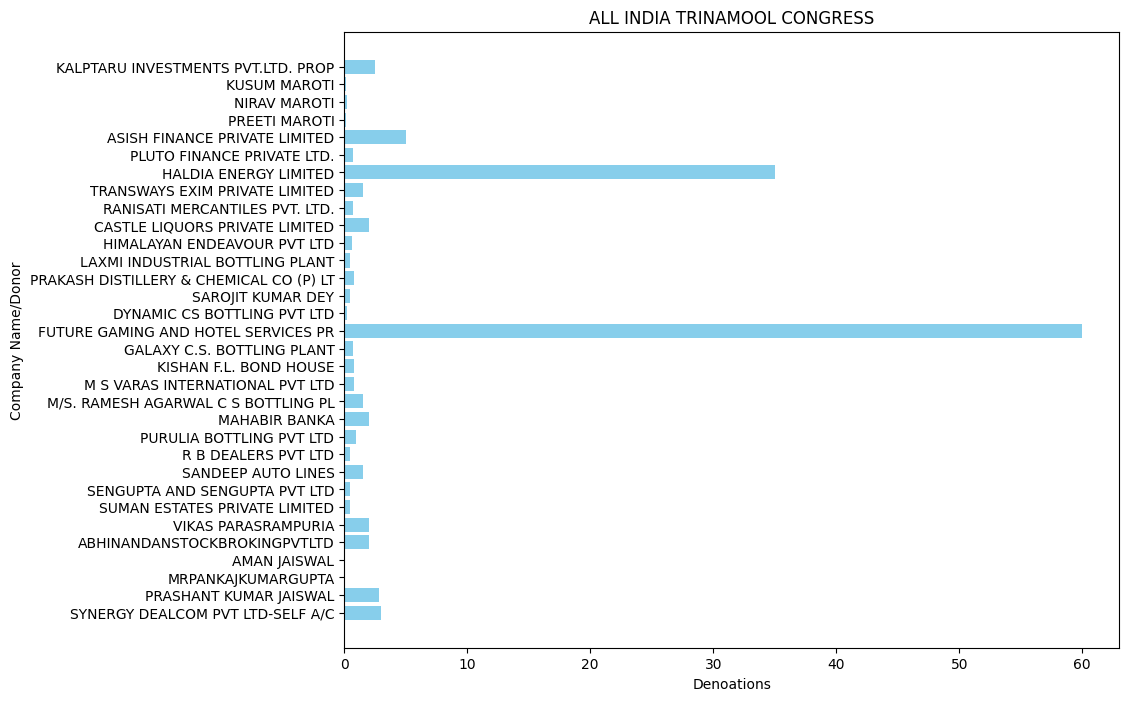 ALL INDIA TRINAMOOL CONGRESS
KALPTARU INVESTMENTS PVT.LTD. PROP
KUSUM MAROTI
NIRAV MAROTI
PREETI MAROTI
ASISH FINANCE PRIVATE LIMITED
PLUTO FINANCE PRIVATE LTD.
HALDIA ENERGY LIMITED
TRANSWAYS EXIM PRIVATE LIMITED
RANISATI MERCANTILES PVT. LTD.
CASTLE LIQUORS PRIVATE LIMITED
HIMALAYAN ENDEAVOUR PVT LTD
LAXMI INDUSTRIAL BOTTLING PLANT
PRAKASH DISTILLERY & CHEMICAL CO (P) LT
SAROJIT KUMAR DEY
DYNAMIC CS BOTTLING PVT LTD
FUTURE GAMING AND HOTEL SERVICES PR
GALAXY C.S. BOTTLING PLANT
KISHAN F.L. BOND HOUSE
M S VARAS INTERNATIONAL PVT LTD
M/S. RAMESH AGARWAL C S BOTTLING PL
MAHABIR BANKA
PURULIA BOTTLING PVT LTD
R B DEALERS PVT LTD
SANDEEP AUTO LINES
SENGUPTA AND SENGUPTA PVT LTD
SUMAN ESTATES PRIVATE LIMITED
VIKAS PARASRAMPURIA
ABHINANDANSTOCKBROKINGPVTLTD
AMAN JAISWAL
MRPANKAJKUMARGUPTA
PRASHANT KUMAR JAISWAL
SYNERGY DEALCOM PVT LTD-SELF A/C
Company Name/Donor
0 10 20 30 40 50 60
Denoations